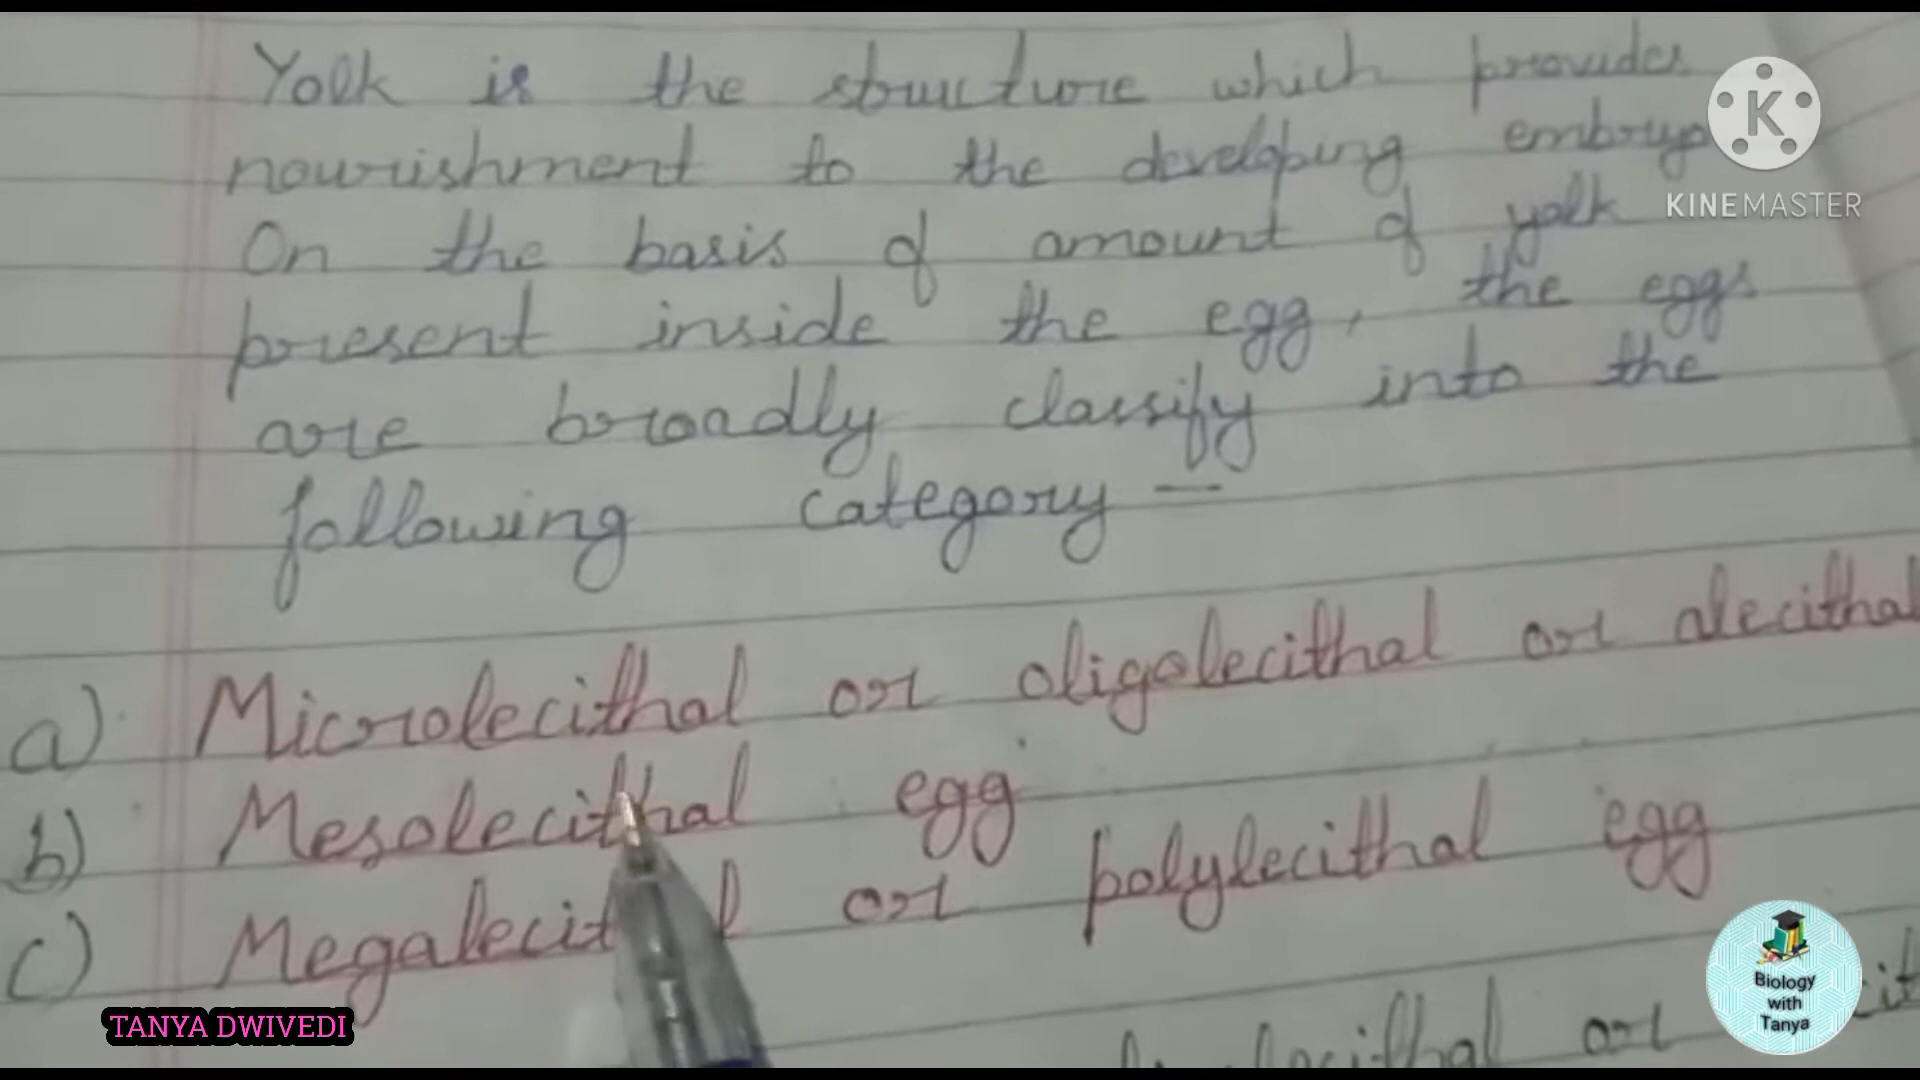 Yolk is the structure which provides
nourishment to the developing embryo
On the basis of amount of yolk
present inside the egg, the eggs
are broadly classify into the
following category —
a) Microlecithal or oligolecithal or alecithal
b) Mesolecithal egg
c) Megalecithal or polylecithal egg
or
K
KINEMASTER
TANYA DWIVEDI
Biology
with
Tanya